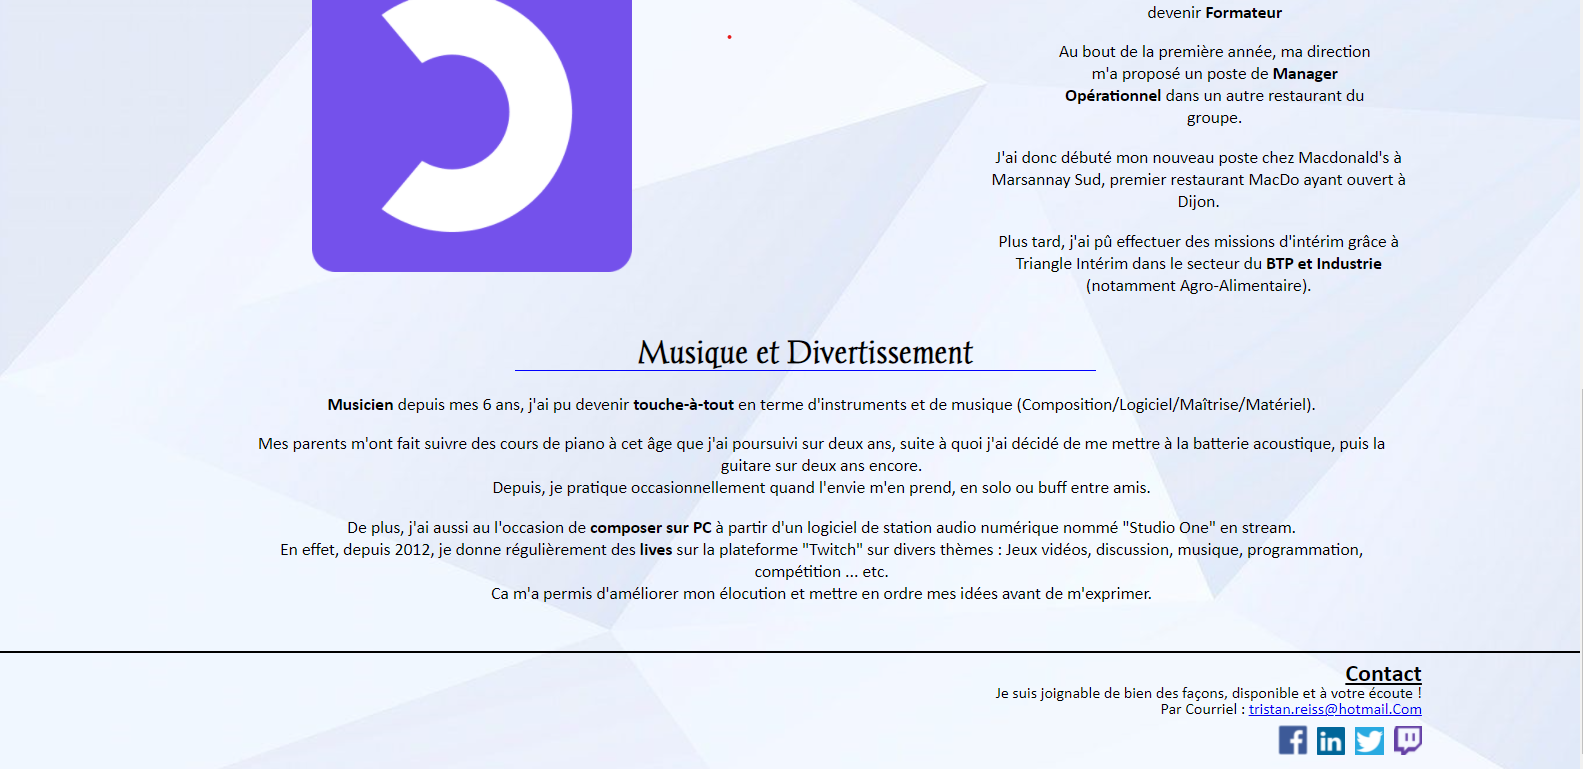 devenir Formateur
Au bout de la première année, ma direction
m'a proposé un poste de Manager
Opérationnel dans un autre restaurant du
groupe.
J'ai donc débuté mon nouveau poste chez Macdonald's à
Marsannay Sud, premier restaurant MacDo ayant ouvert à
Dijon.
Plus tard, j'ai pû effectuer des missions d'intérim grâce à
Triangle Intérim dans le secteur du BTP et Industrie
(notamment Agro-Alimentaire).
Musique et Divertissement
Musicien depuis mes 6 ans, j'ai pu devenir touche-à-tout en terme d'instruments et de musique (Composition/Logiciel/Maîtrise/Matériel).
Mes parents m'ont fait suivre des cours de piano à cet âge que j'ai poursuivi sur deux ans, suite à quoi j'ai décidé de me mettre à la batterie acoustique, puis la
guitare sur deux ans encore.
Depuis, je pratique occasionnellement quand l'envie m'en prend, en solo ou buff entre amis.
De plus, j'ai aussi au l'occasion de composer sur PC à partir d'un logiciel de station audio numérique nommé "Studio One" en stream.
En effet, depuis 2012, je donne régulièrement des lives sur la plateforme "Twitch" sur divers thèmes : Jeux vidéos, discussion, musique, programmation,
compétition ... etc.
Ca m'a permis d'améliorer mon élocution et mettre en ordre mes idées avant de m'exprimer.
Contact
Je suis joignable de bien des façons, disponible et à votre écoute !
Par Courriel : tristan.reiss@hotmail.Com